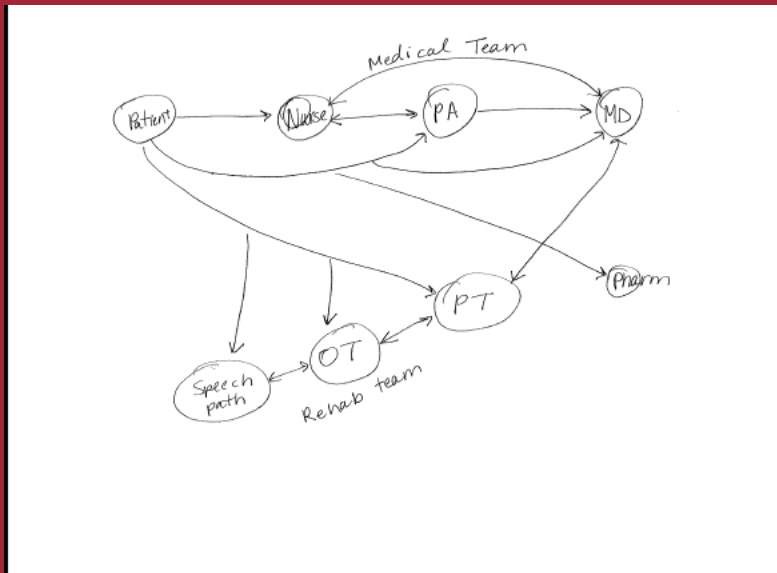 Medical Team
Patient
Nurse
PA
MD
Pharm
PT
OT
Speech
path
Rehab team